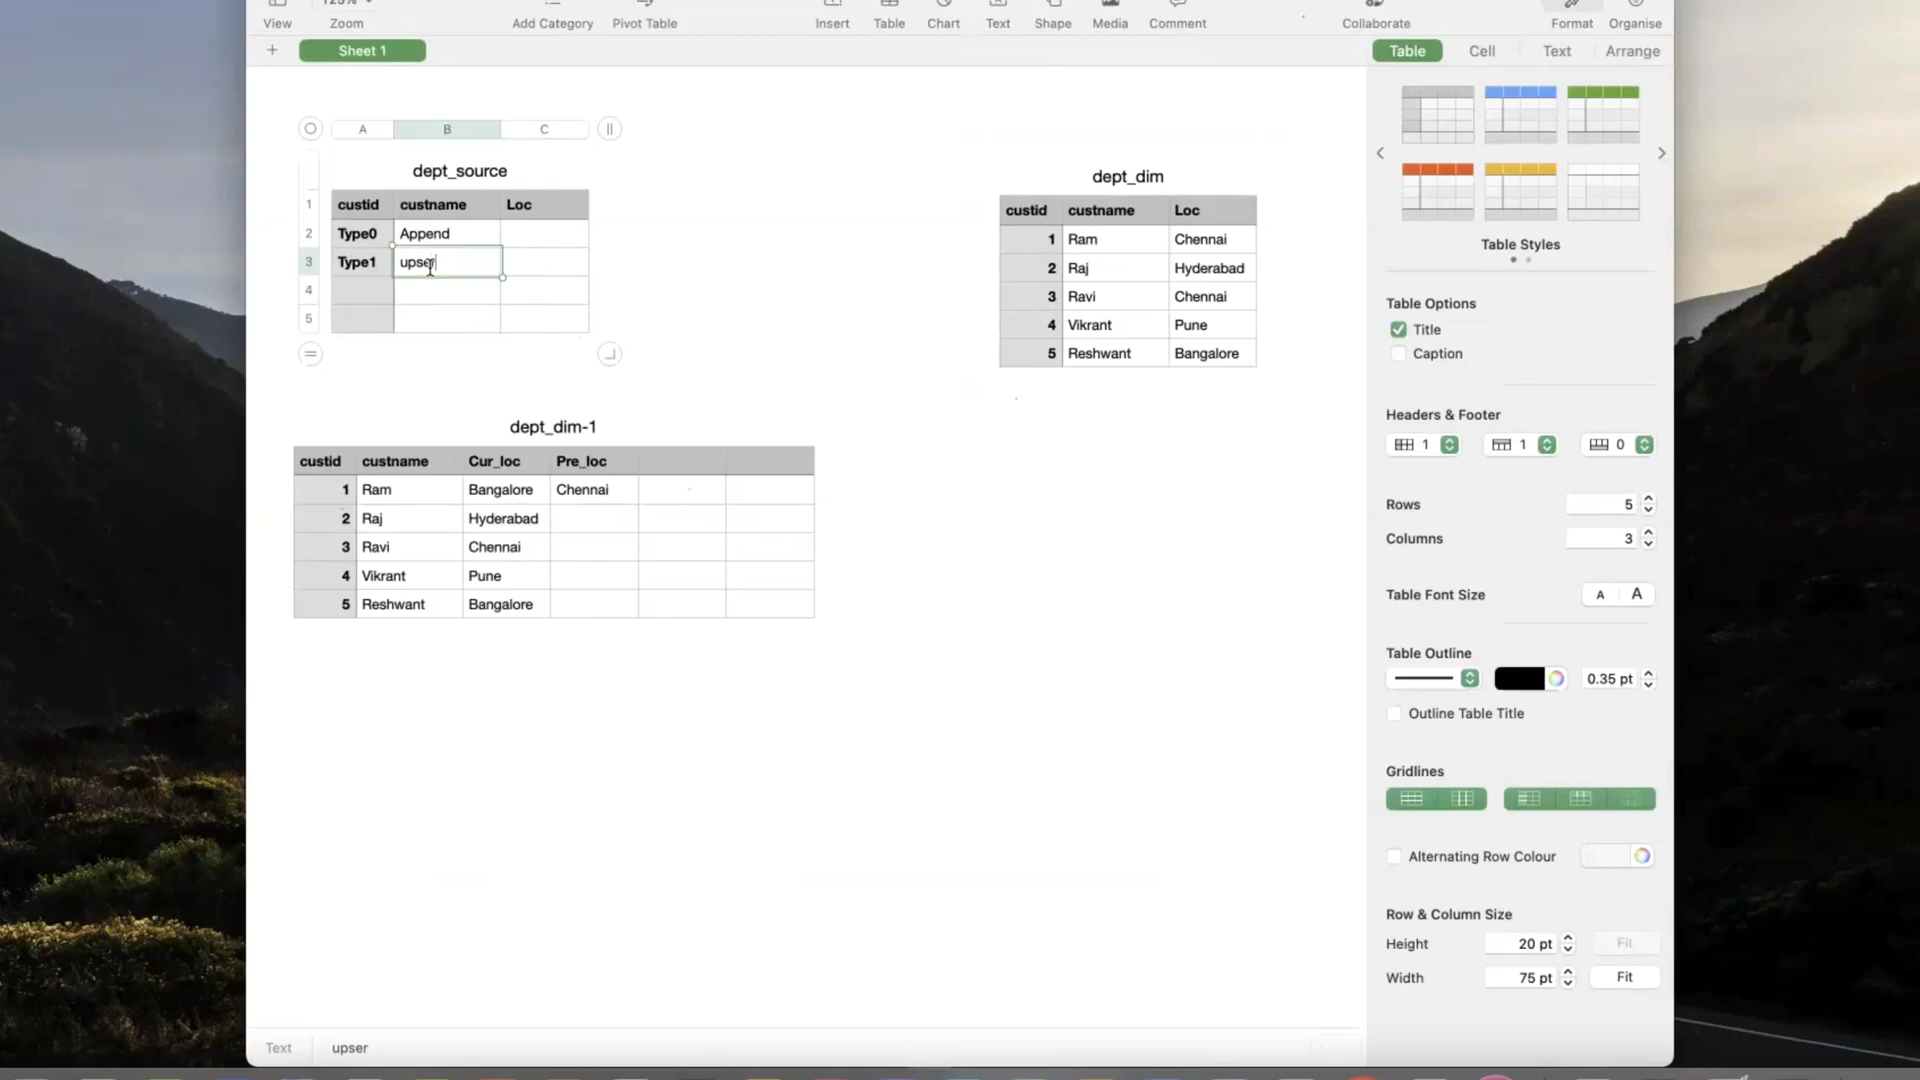 125%
View Zoom Add Category Pivot Table Insert Table Chart Text Shape Media Comment Collaborate Format Organise
+ Sheet 1 Table Cell Text Arrange
A B C
dept_source
1 custid custname Loc
2 Type0 Append
3 Type1 upser
4
5
dept_dim
custid custname Loc
1 Ram Chennai
2 Raj Hyderabad
3 Ravi Chennai
4 Vikrant Pune
5 Reshwant Bangalore
dept_dim-1
custid custname Cur_loc Pre_loc
1 Ram Bangalore Chennai
2 Raj Hyderabad
3 Ravi Chennai
4 Vikrant Pune
5 Reshwant Bangalore
Table Styles
Table Options
Title
Caption
Headers & Footer
1 1 0
Rows 5
Columns 3
Table Font Size A A
Table Outline
0.35 pt
Outline Table Title
Gridlines
Alternating Row Colour
Row & Column Size
Height 20 pt Fit
Width 75 pt Fit
Text upser